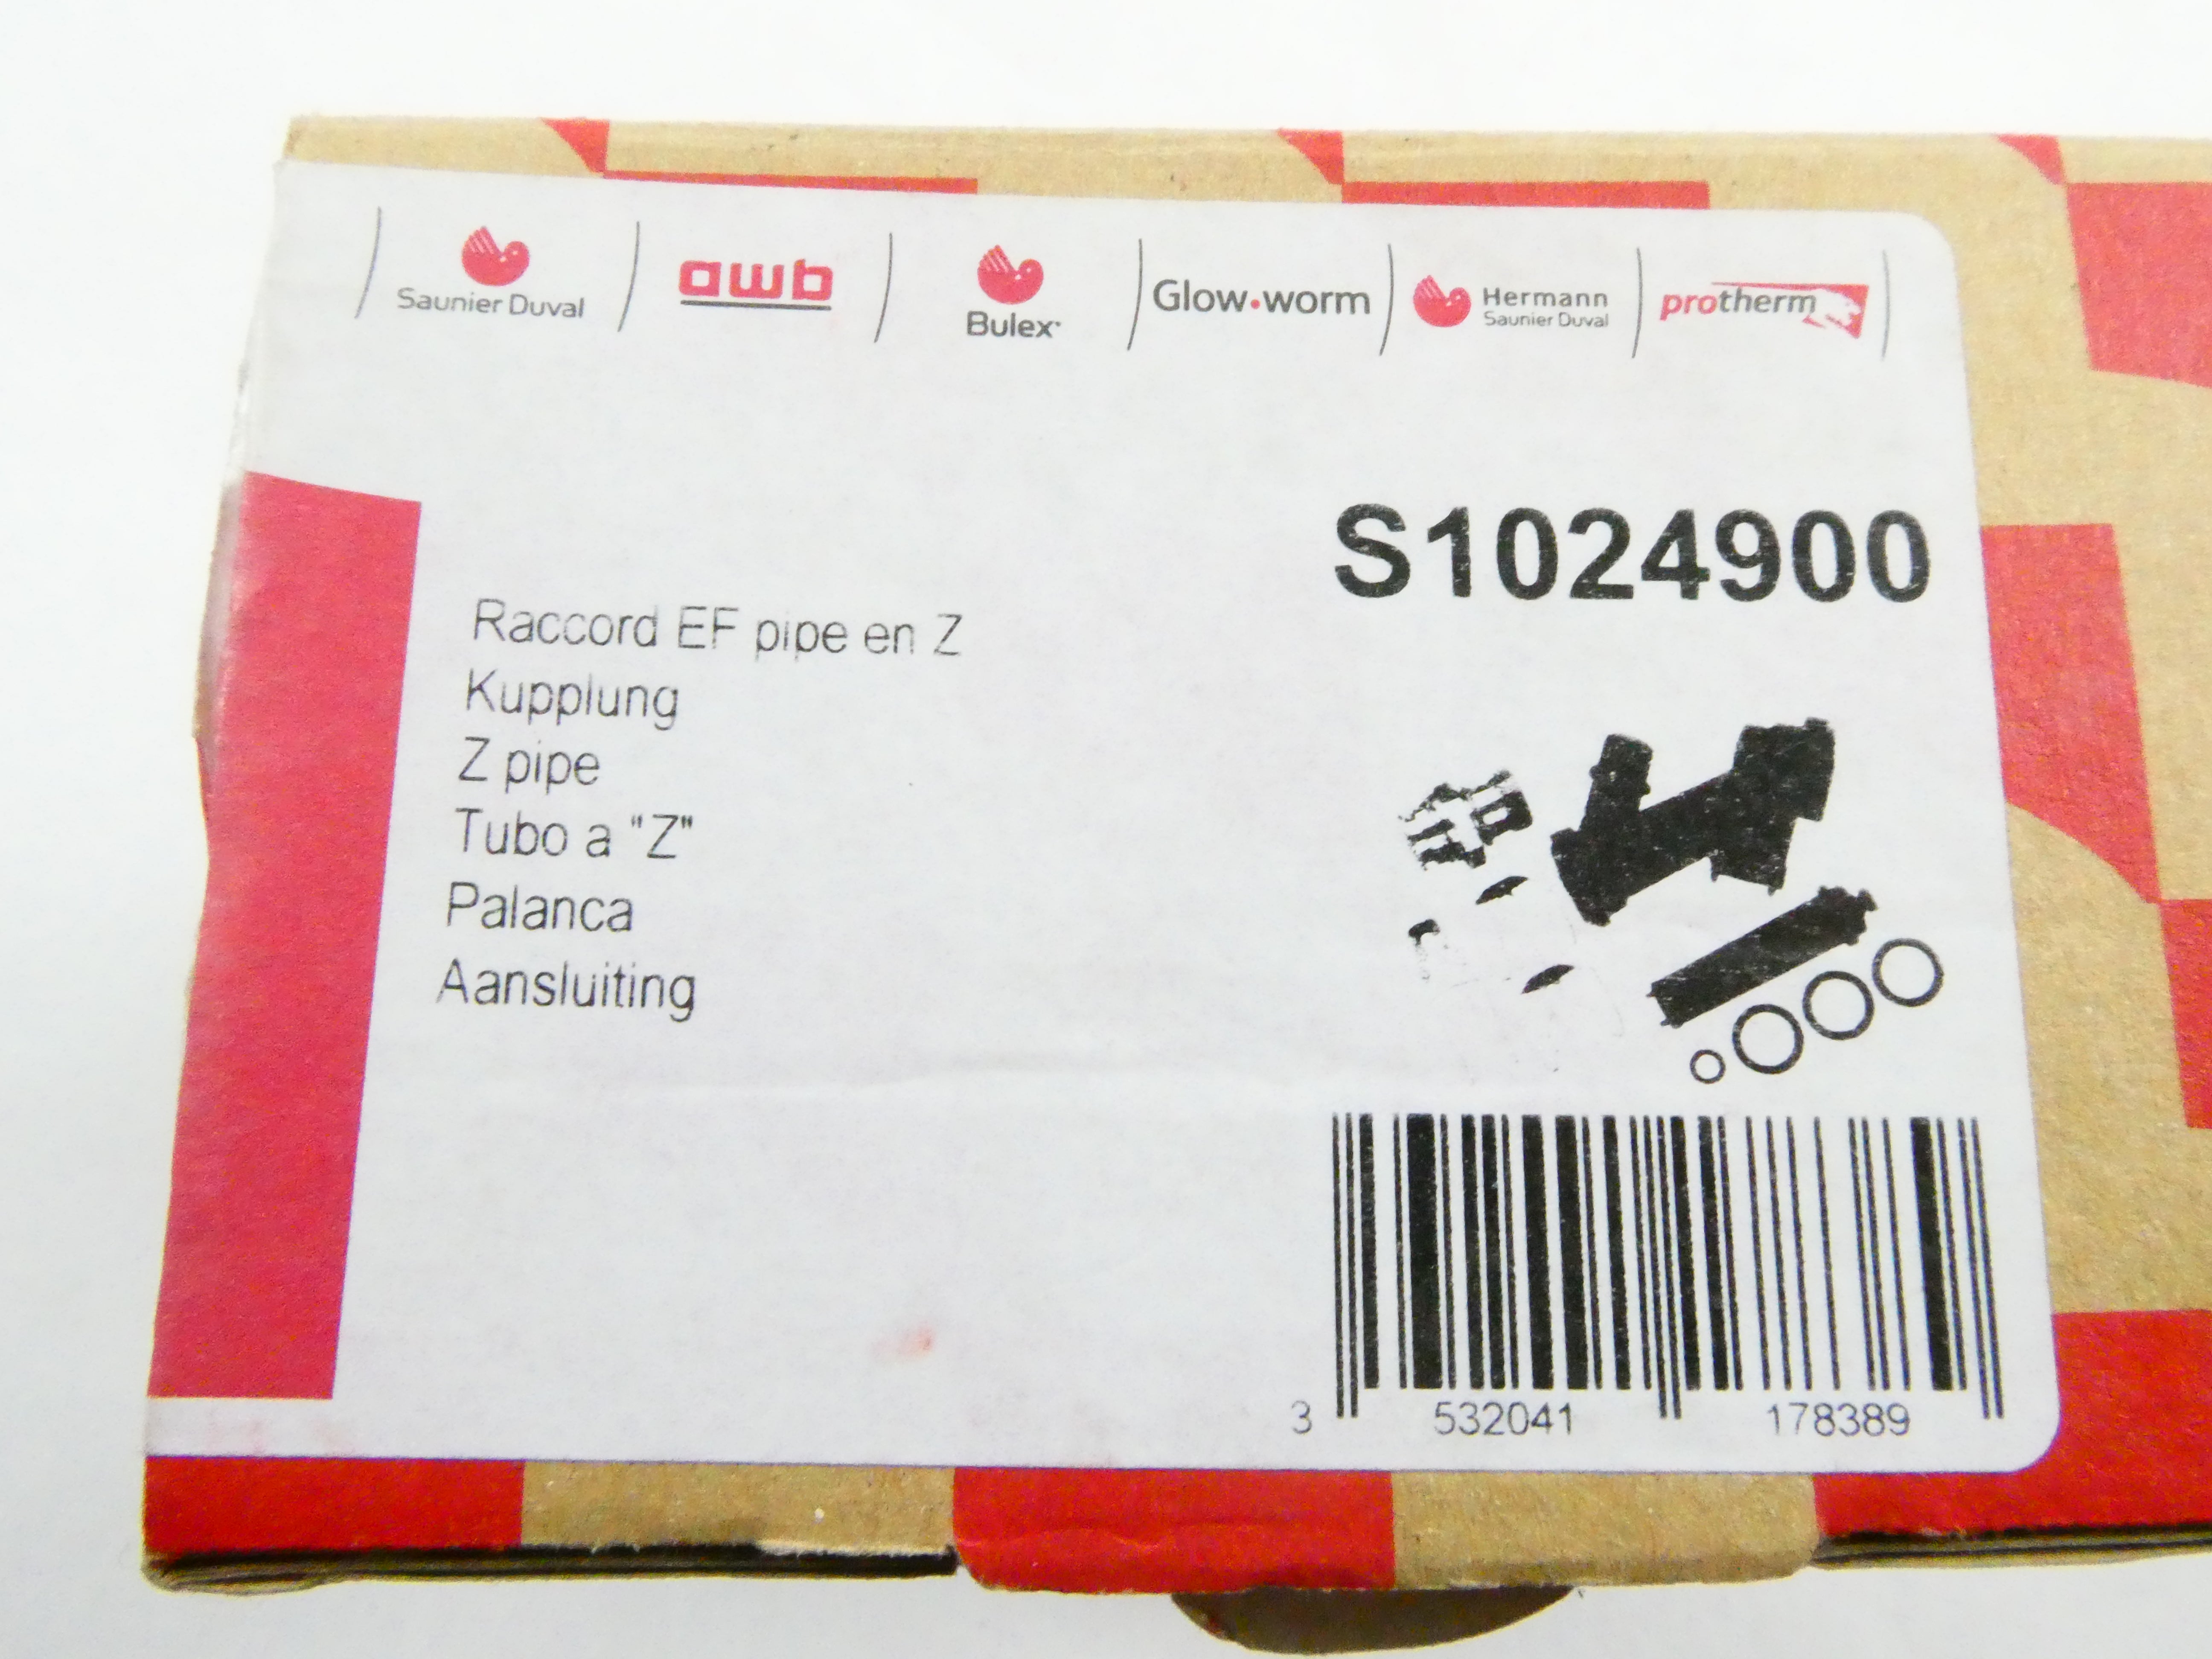 Saunier Duval
awb
Bulex
Glow•worm
Hermann
Saunier Duval
protherm
S1024900
Raccord EF pipe en Z
Kupplung
Z pipe
Tubo a "Z"
Palanca
Aansluiting
3 532041 178389